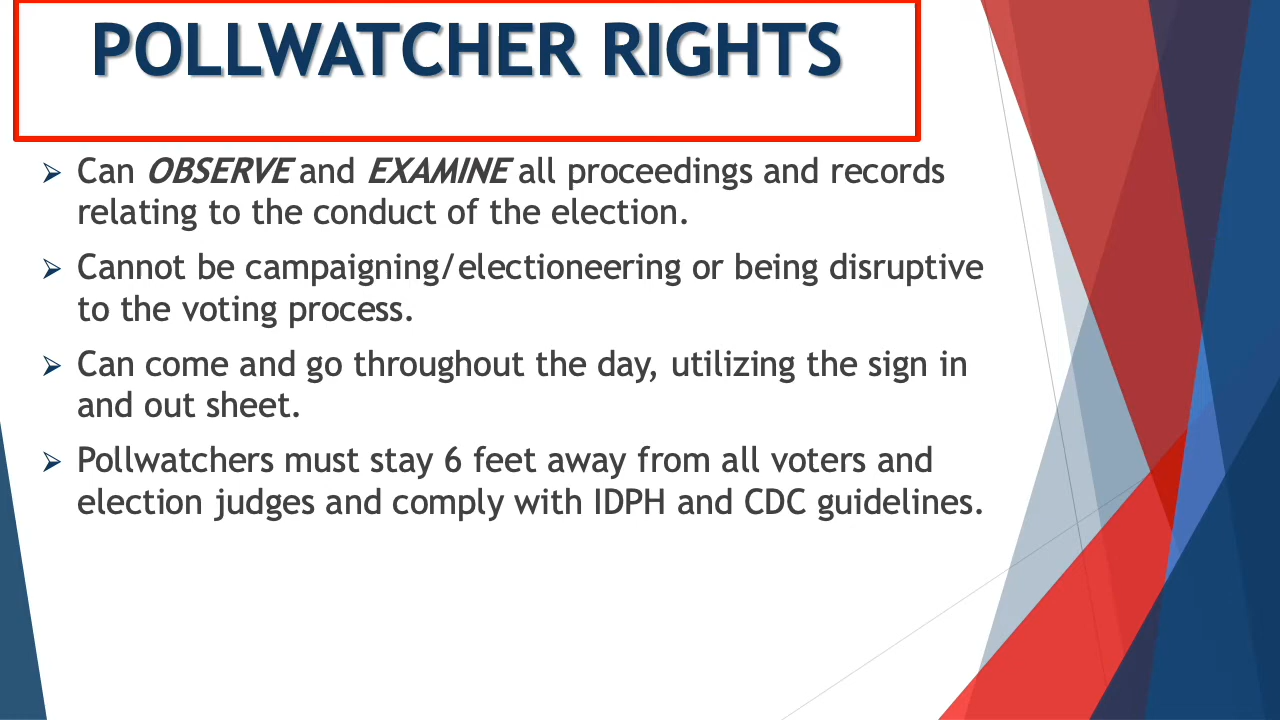 POLLWATCHER RIGHTS
Can OBSERVE and EXAMINE all proceedings and records
relating to the conduct of the election.
Cannot be campaigning/electioneering or being disruptive
to the voting process.
Can come and go throughout the day, utilizing the sign in
and out sheet.
Pollwatchers must stay 6 feet away from all voters and
election judges and comply with IDPH and CDC guidelines.